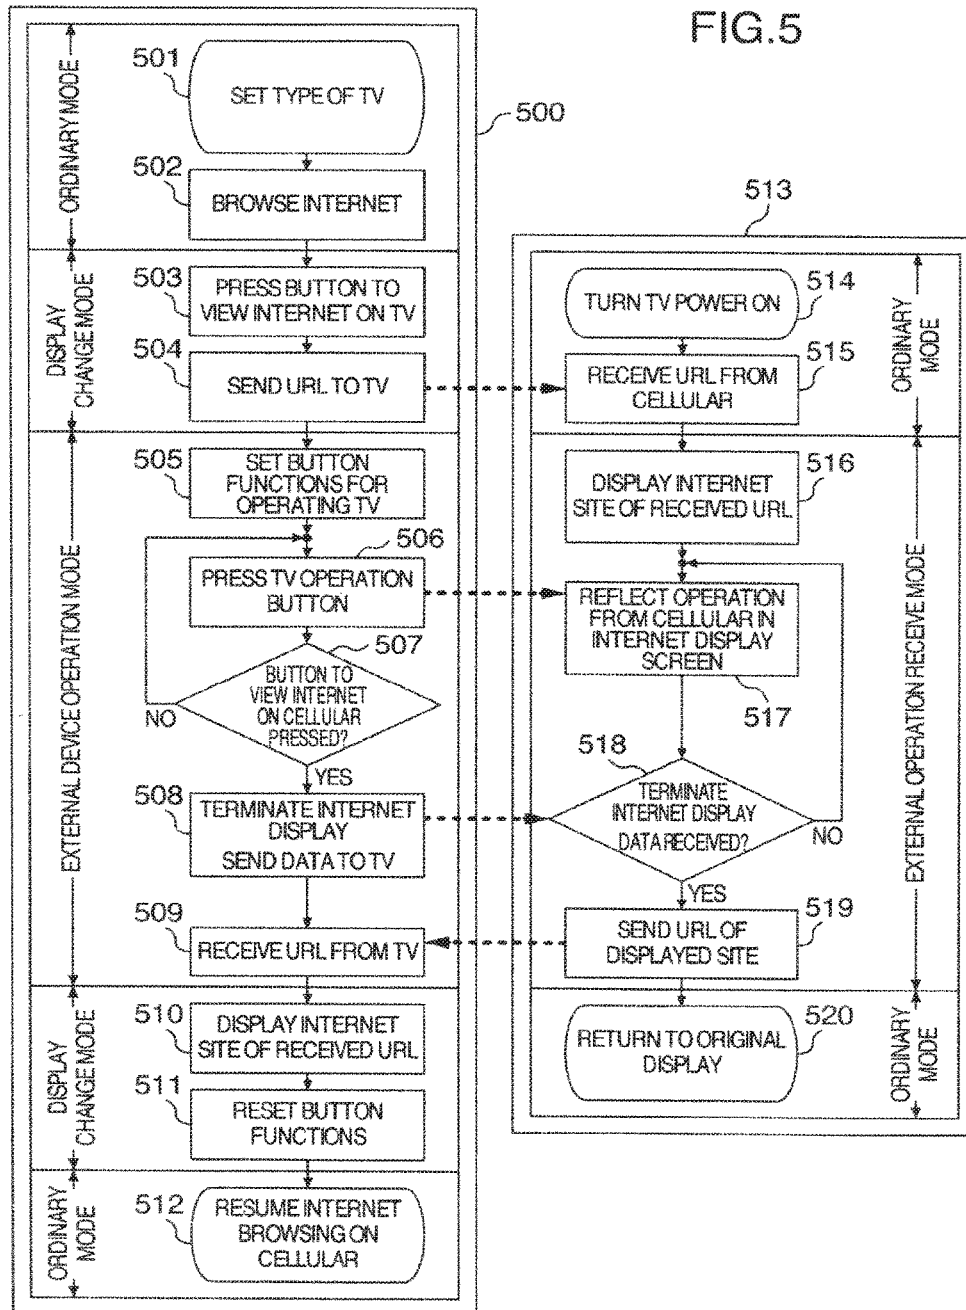 FIG.5
500
ORDINARY MODE
501
SET TYPE OF TV
502
BROWSE INTERNET
DISPLAY
CHANGE MODE
503
PRESS BUTTON TO
VIEW INTERNET ON TV
504
SEND URL TO TV
EXTERNAL DEVICE OPERATION MODE
505
SET BUTTON
FUNCTIONS FOR
OPERATING TV
506
PRESS TV OPERATION
BUTTON
507
BUTTON TO
VIEW INTERNET
ON CELLULAR
PRESSED?
NO
YES
508
TERMINATE INTERNET
DISPLAY
SEND DATA TO TV
509
RECEIVE URL FROM TV
DISPLAY
CHANGE MODE
510
DISPLAY INTERNET
SITE OF RECEIVED URL
511
RESET BUTTON
FUNCTIONS
ORDINARY
MODE
512
RESUME INTERNET
BROWSING ON
CELLULAR
513
TURN TV POWER ON
514
ORDINARY
MODE
RECEIVE URL FROM
CELLULAR
515
DISPLAY INTERNET
SITE OF RECEIVED URL
516
EXTERNAL OPERATION RECEIVE MODE
REFLECT OPERATION
FROM CELLULAR IN
INTERNET DISPLAY
SCREEN
517
518
TERMINATE
INTERNET DISPLAY
DATA RECEIVED?
NO
YES
SEND URL OF
DISPLAYED SITE
519
RETURN TO ORIGINAL
DISPLAY
520
ORDINARY
MODE